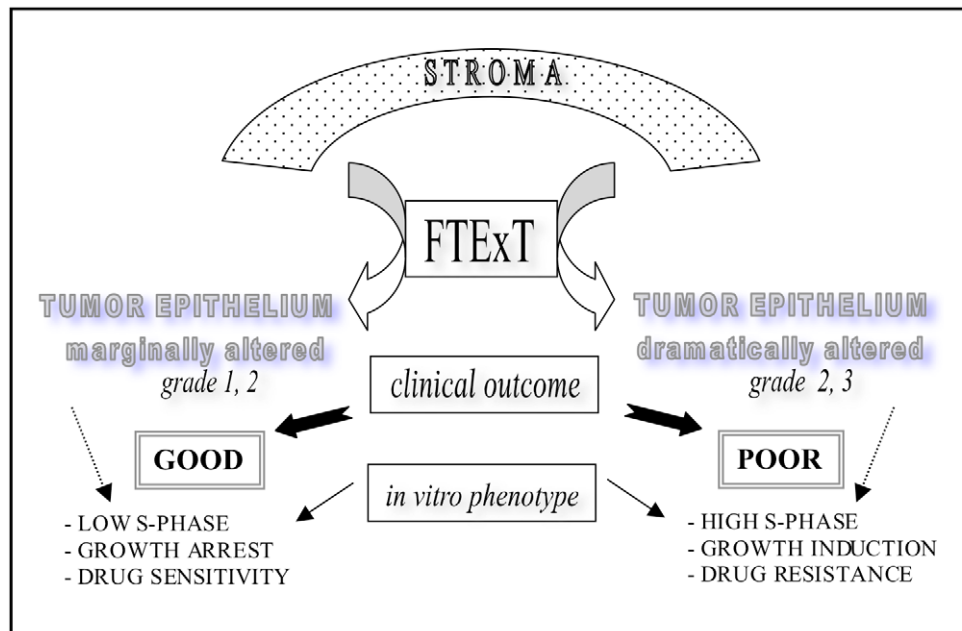 STROMA
FTExT
TUMOR EPITHELIUM
marginally altered
grade 1, 2
TUMOR EPITHELIUM
dramatically altered
grade 2, 3
clinical outcome
GOOD
POOR
in vitro phenotype
- LOW S-PHASE
- GROWTH ARREST
- DRUG SENSITIVITY
- HIGH S-PHASE
- GROWTH INDUCTION
- DRUG RESISTANCE